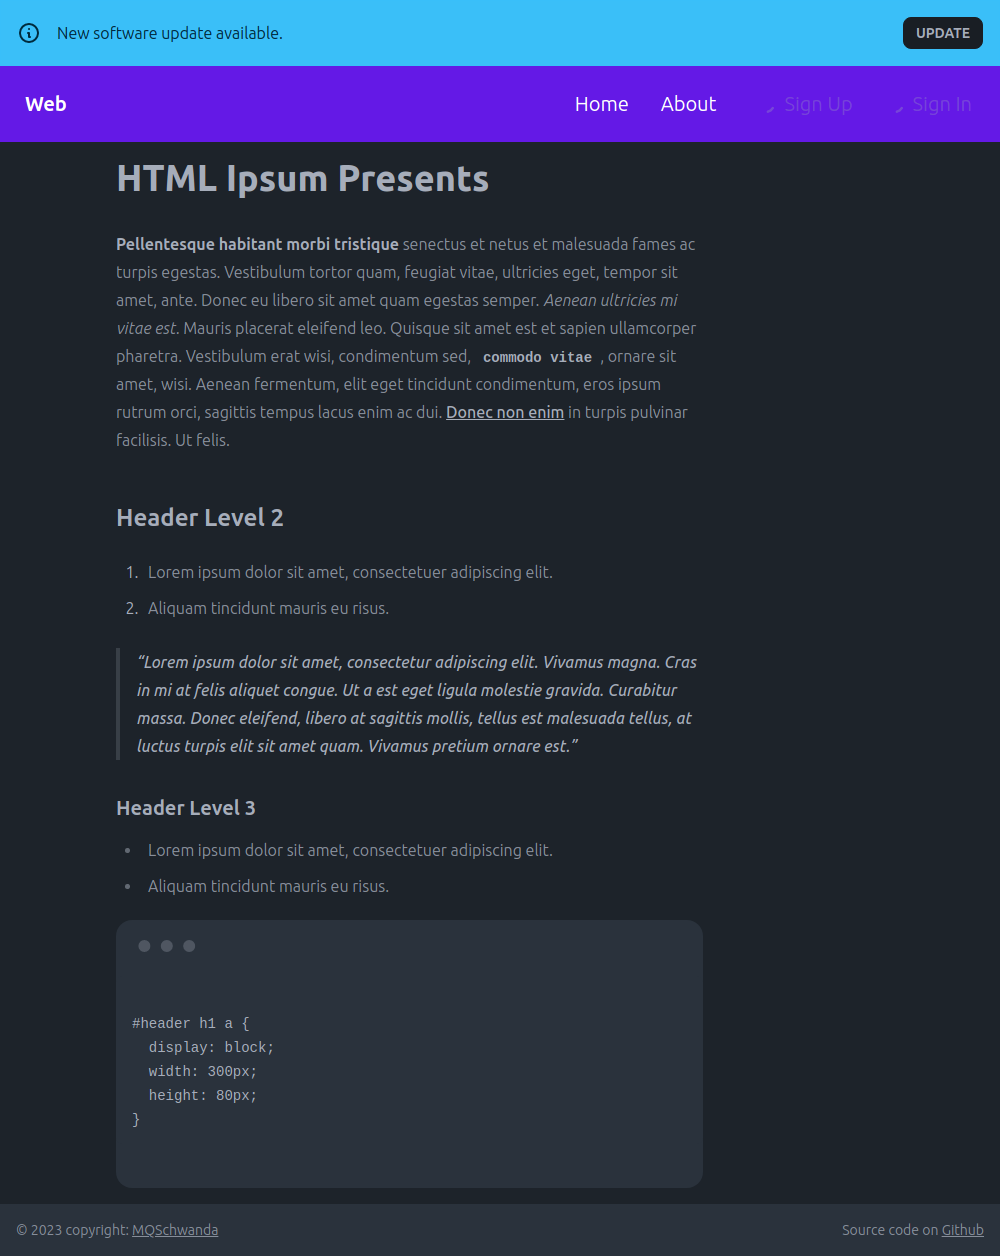 New software update available.
UPDATE
Web
Home
About
Sign Up
Sign In
HTML Ipsum Presents
Pellentesque habitant morbi tristique senectus et netus et malesuada fames ac
turpis egestas. Vestibulum tortor quam, feugiat vitae, ultricies eget, tempor sit
amet, ante. Donec eu libero sit amet quam egestas semper. Aenean ultricies mi
vitae est. Mauris placerat eleifend leo. Quisque sit amet est et sapien ullamcorper
pharetra. Vestibulum erat wisi, condimentum sed, commodo vitae , ornare sit
amet, wisi. Aenean fermentum, elit eget tincidunt condimentum, eros ipsum
rutrum orci, sagittis tempus lacus enim ac dui. Donec non enim in turpis pulvinar
facilisis. Ut felis.
Header Level 2
1. Lorem ipsum dolor sit amet, consectetuer adipiscing elit.
2. Aliquam tincidunt mauris eu risus.
“Lorem ipsum dolor sit amet, consectetur adipiscing elit. Vivamus magna. Cras
in mi at felis aliquet congue. Ut a est eget ligula molestie gravida. Curabitur
massa. Donec eleifend, libero at sagittis mollis, tellus est malesuada tellus, at
luctus turpis elit sit amet quam. Vivamus pretium ornare est.”
Header Level 3
• Lorem ipsum dolor sit amet, consectetuer adipiscing elit.
• Aliquam tincidunt mauris eu risus.
#header h1 a {
  display: block;
  width: 300px;
  height: 80px;
}
© 2023 copyright: MQSchwanda
Source code on Github